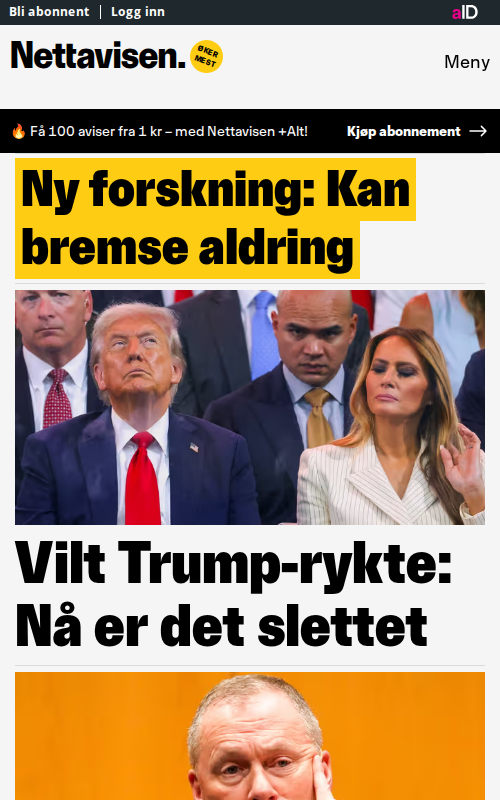 Bli abonnent | Logg inn
aID
Nettavisen.
ØKER
MEST
Meny
🔥 Få 100 aviser fra 1 kr – med Nettavisen +Alt!
Kjøp abonnement →
Ny forskning: Kan
bremse aldring
Vilt Trump-rykte:
Nå er det slettet